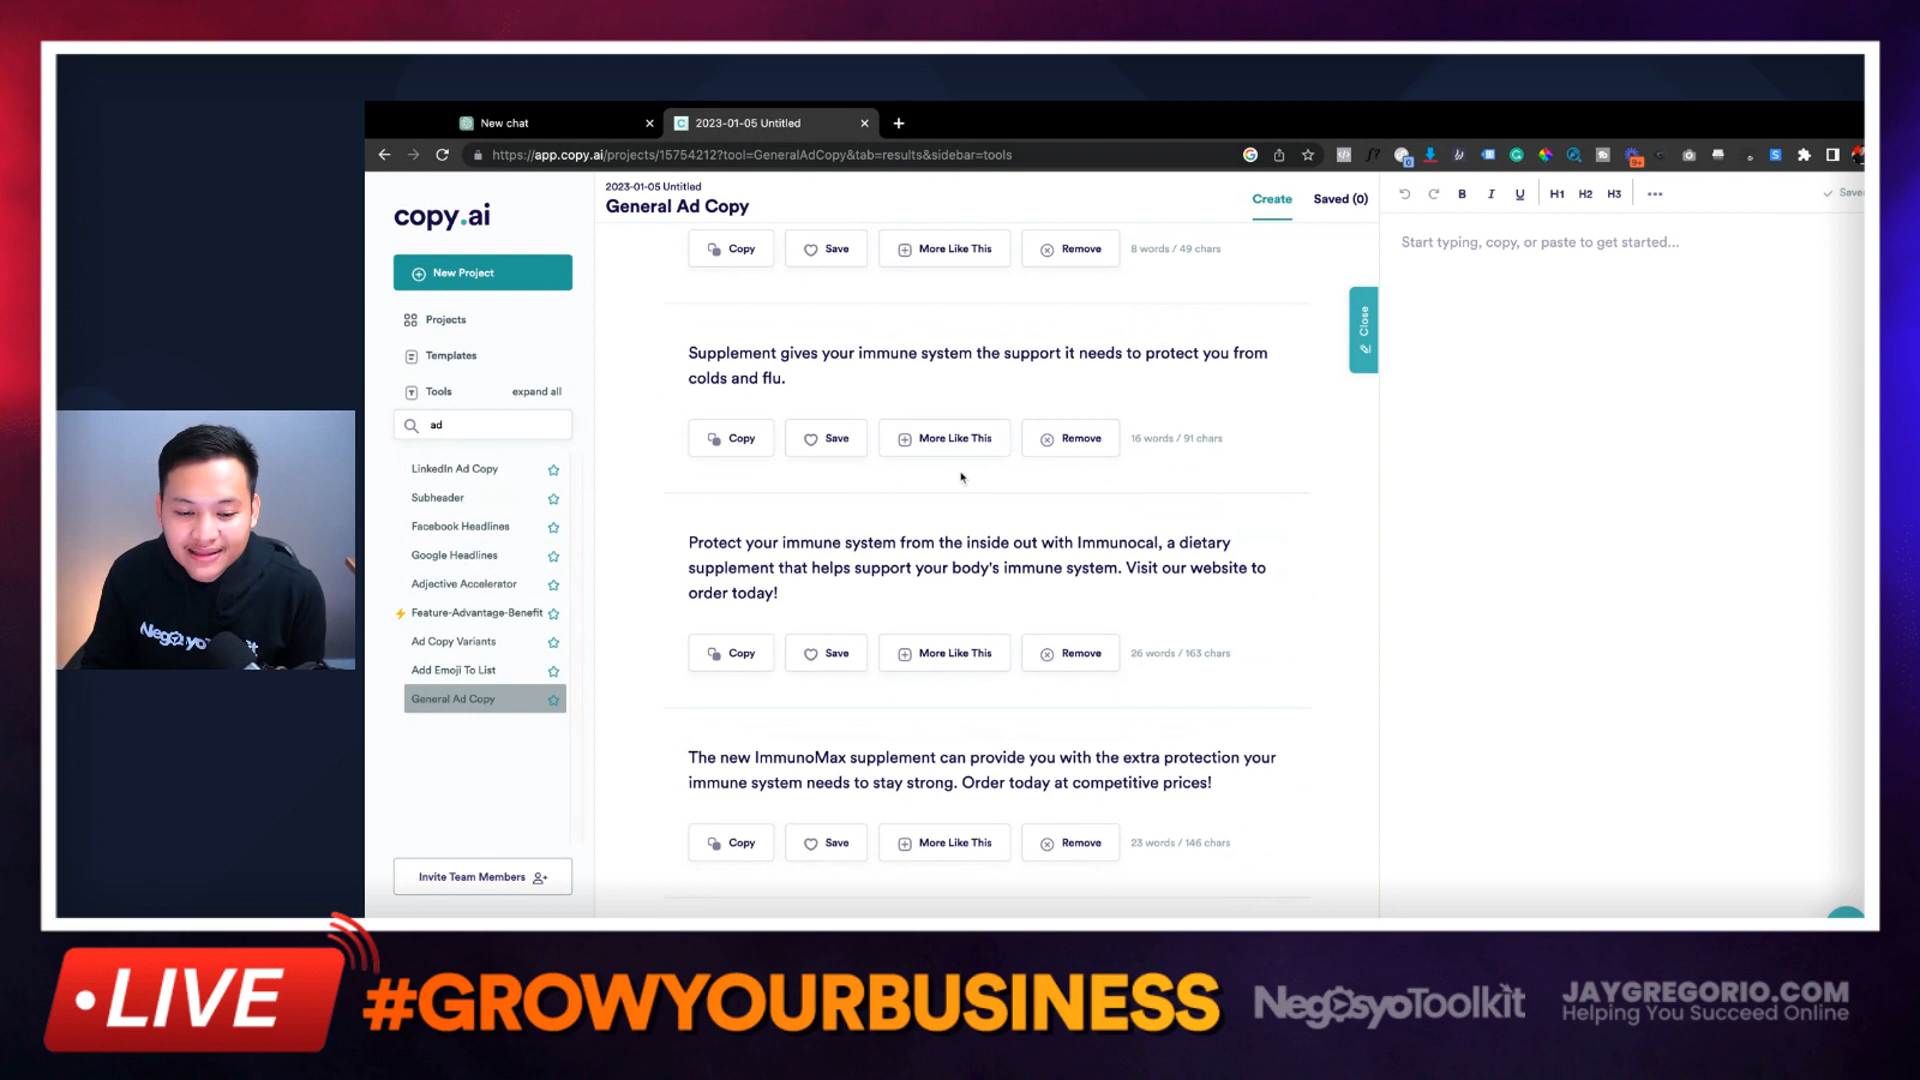 New chat
2023-01-05 Untitled
https://app.copy.ai/projects/15754212?tool=GeneralAdCopy&tab=results&sidebar=tools
copy.ai
New Project
Projects
Templates
Tools
expand all
ad
LinkedIn Ad Copy
Subheader
Facebook Headlines
Google Headlines
Adjective Accelerator
Feature-Advantage-Benefit
Ad Copy Variants
Add Emoji To List
General Ad Copy
Invite Team Members
2023-01-05 Untitled
General Ad Copy
Create
Saved (0)
Copy Save More Like This Remove 8 words / 49 chars
Supplement gives your immune system the support it needs to protect you from
colds and flu.
Copy Save More Like This Remove 16 words / 91 chars
Protect your immune system from the inside out with Immunocal, a dietary
supplement that helps support your body's immune system. Visit our website to
order today!
Copy Save More Like This Remove 26 words / 163 chars
The new ImmunoMax supplement can provide you with the extra protection your
immune system needs to stay strong. Order today at competitive prices!
Copy Save More Like This Remove 23 words / 146 chars
Close
B I U H1 H2 H3
Save
Start typing, copy, or paste to get started...
LIVE
#GROWYOURBUSINESS
NegosyoToolkit
JAYGREGORIO.COM
Helping You Succeed Online